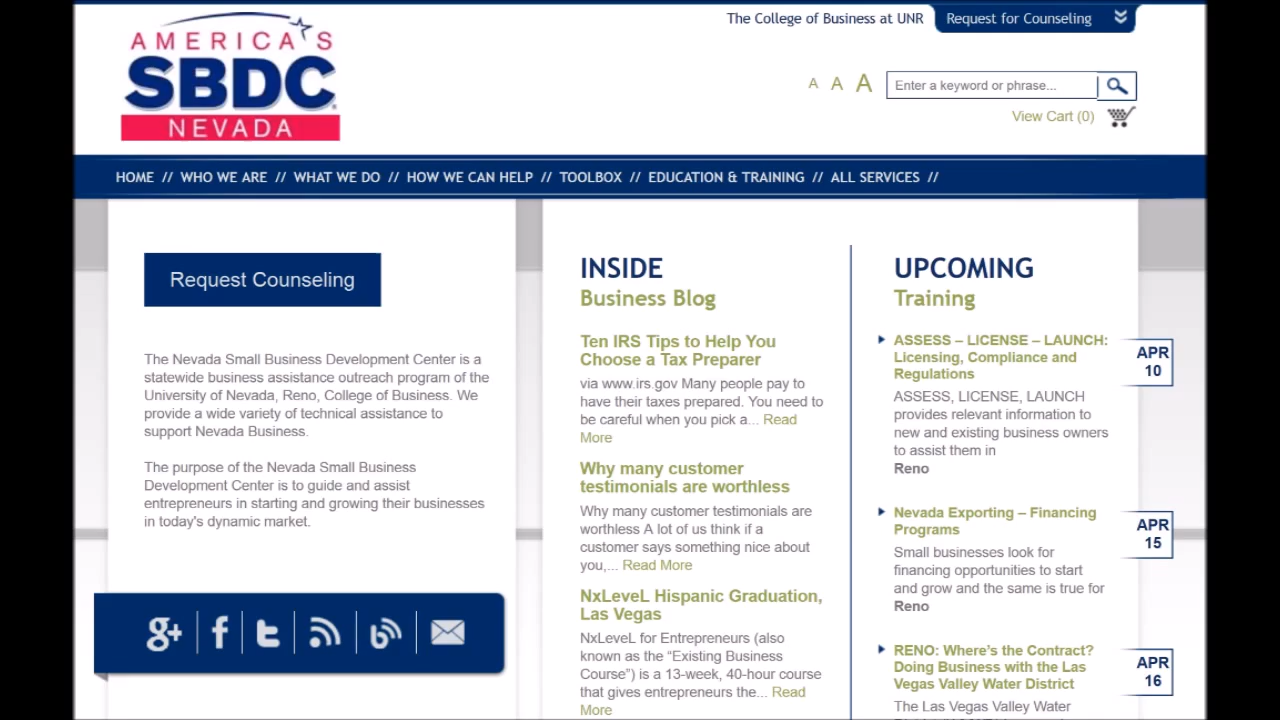 The College of Business at UNR
Request for Counseling
AMERICA'S
SBDC
NEVADA
A A A
Enter a keyword or phrase...
View Cart (0)
HOME // WHO WE ARE // WHAT WE DO // HOW WE CAN HELP // TOOLBOX // EDUCATION & TRAINING // ALL SERVICES //
Request Counseling
The Nevada Small Business Development Center is a
statewide business assistance outreach program of the
University of Nevada, Reno, College of Business. We
provide a wide variety of technical assistance to
support Nevada Business.
The purpose of the Nevada Small Business
Development Center is to guide and assist
entrepreneurs in starting and growing their businesses
in today's dynamic market.
INSIDE
Business Blog
Ten IRS Tips to Help You
Choose a Tax Preparer
via www.irs.gov Many people pay to
have their taxes prepared. You need to
be careful when you pick a... Read
More
Why many customer
testimonials are worthless
Why many customer testimonials are
worthless A lot of us think if a
customer says something nice about
you,... Read More
NxLeveL Hispanic Graduation,
Las Vegas
NxLeveL for Entrepreneurs (also
known as the “Existing Business
Course”) is a 13-week, 40-hour course
that gives entrepreneurs the... Read
More
UPCOMING
Training
ASSESS – LICENSE – LAUNCH:
Licensing, Compliance and
Regulations
APR
10
ASSESS, LICENSE, LAUNCH
provides relevant information to
new and existing business owners
to assist them in
Reno
Nevada Exporting – Financing
Programs
APR
15
Small businesses look for
financing opportunities to start
and grow and the same is true for
Reno
RENO: Where’s the Contract?
Doing Business with the Las
Vegas Valley Water District
APR
16
The Las Vegas Valley Water